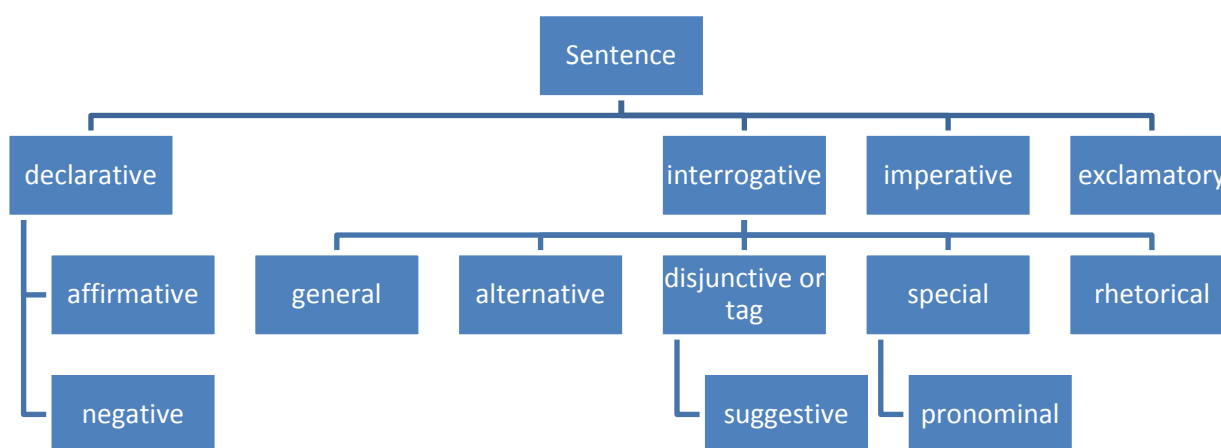 Sentence
declarative
interrogative
imperative
exclamatory
affirmative
general
alternative
disjunctive or
tag
special
rhetorical
negative
suggestive
pronominal